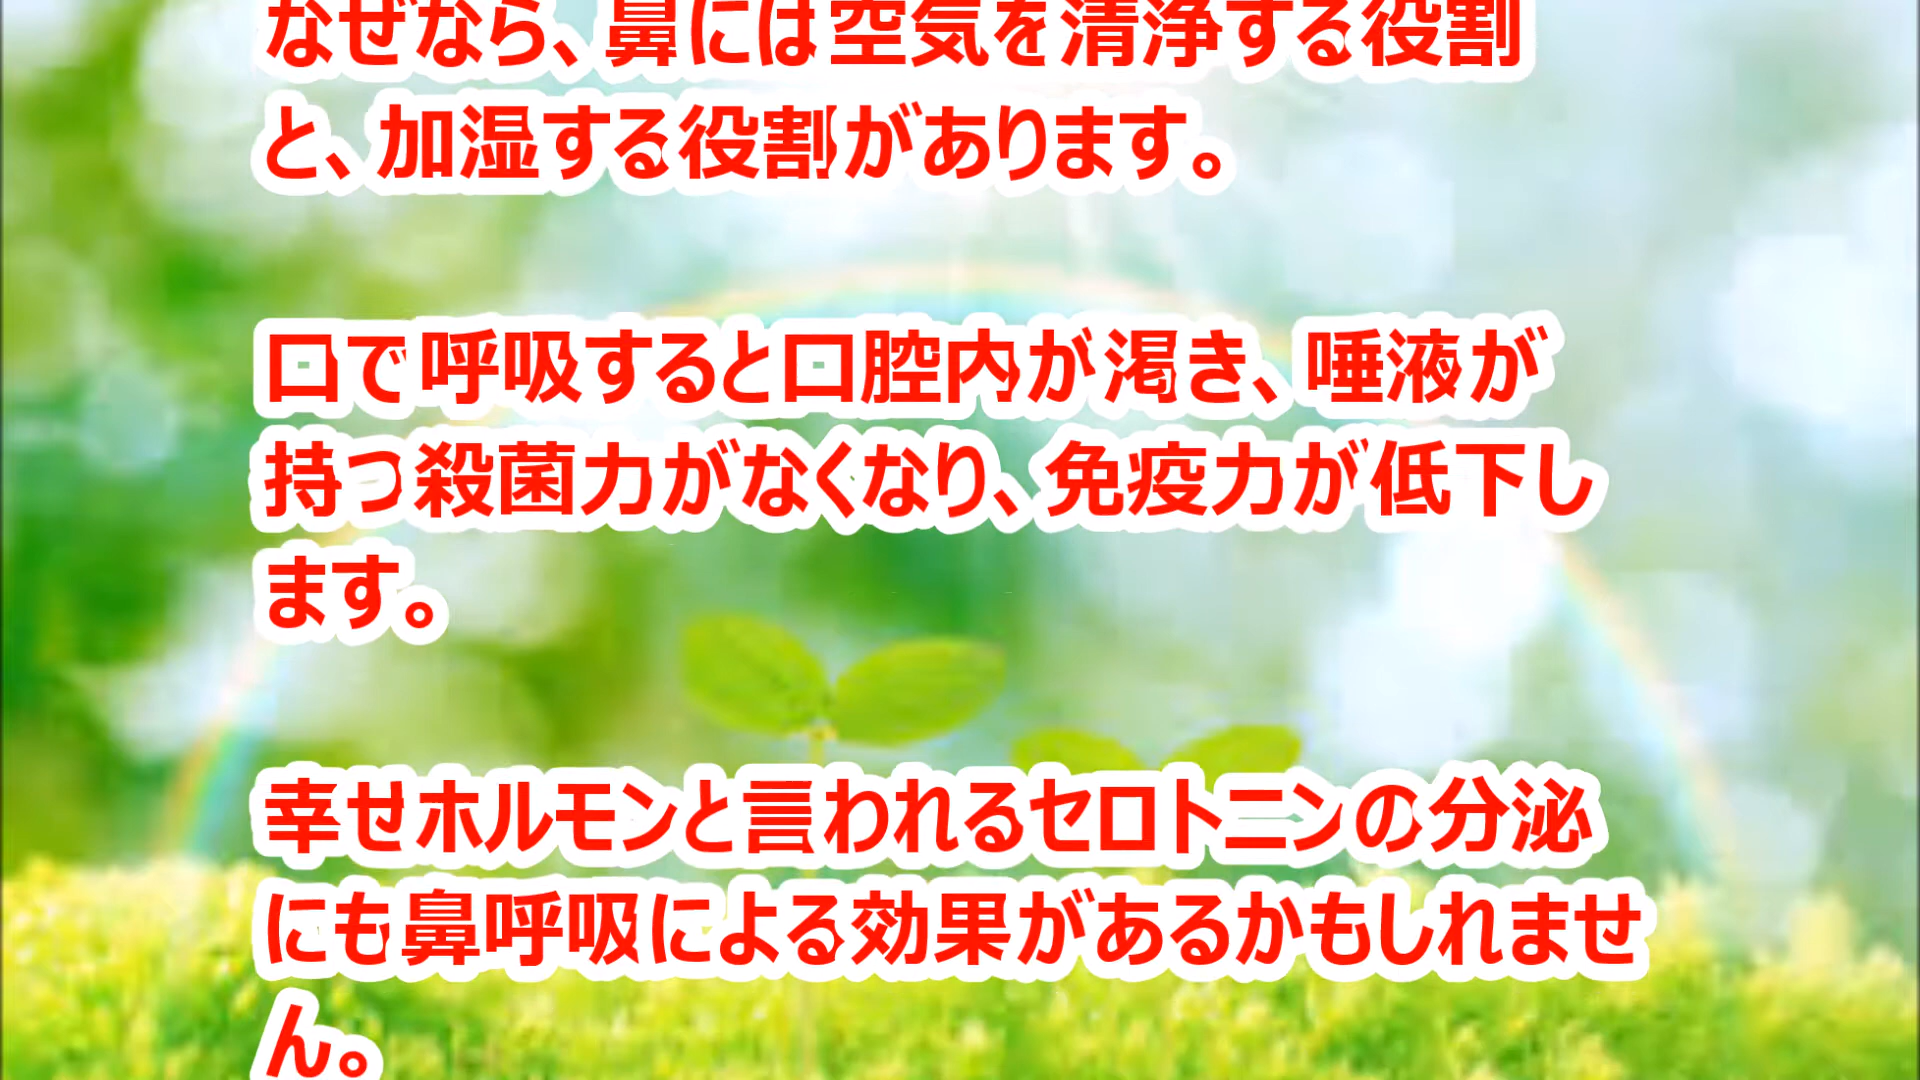 なぜなら、鼻には空気を清浄する役割
と、加湿する役割があります。
口で呼吸すると口腔内が渇き、唾液が
持つ殺菌力がなくなり、免疫力が低下し
ます。
幸せホルモンと言われるセロトニンの分泌
にも鼻呼吸による効果があるかもしれませ
ん。